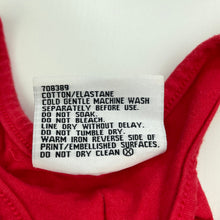 708389
COTTON/ELASTANE
COLD GENTLE MACHINE WASH
SEPARATELY BEFORE USE.
DO NOT SOAK.
DO NOT BLEACH.
LINE DRY WITHOUT DELAY.
DO NOT TUMBLE DRY.
WARM IRON REVERSE SIDE OF
PRINT/EMBELLISHED SURFACES.
DO NOT DRY CLEAN